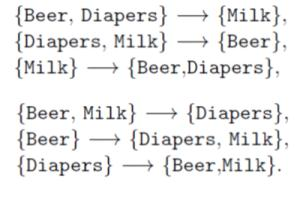 {Beer, Diapers} ⟶ {Milk},
{Diapers, Milk} ⟶ {Beer},
{Milk} ⟶ {Beer,Diapers},
{Beer, Milk} ⟶ {Diapers},
{Beer} ⟶ {Diapers, Milk},
{Diapers} ⟶ {Beer,Milk}.